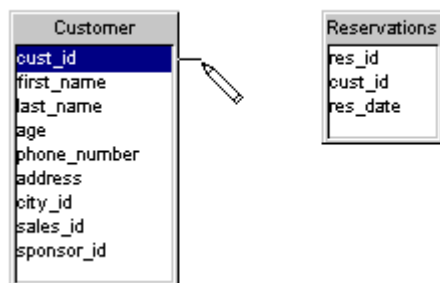 Customer
cust_id
first_name
last_name
age
phone_number
address
city_id
sales_id
sponsor_id
Reservations
res_id
cust_id
res_date